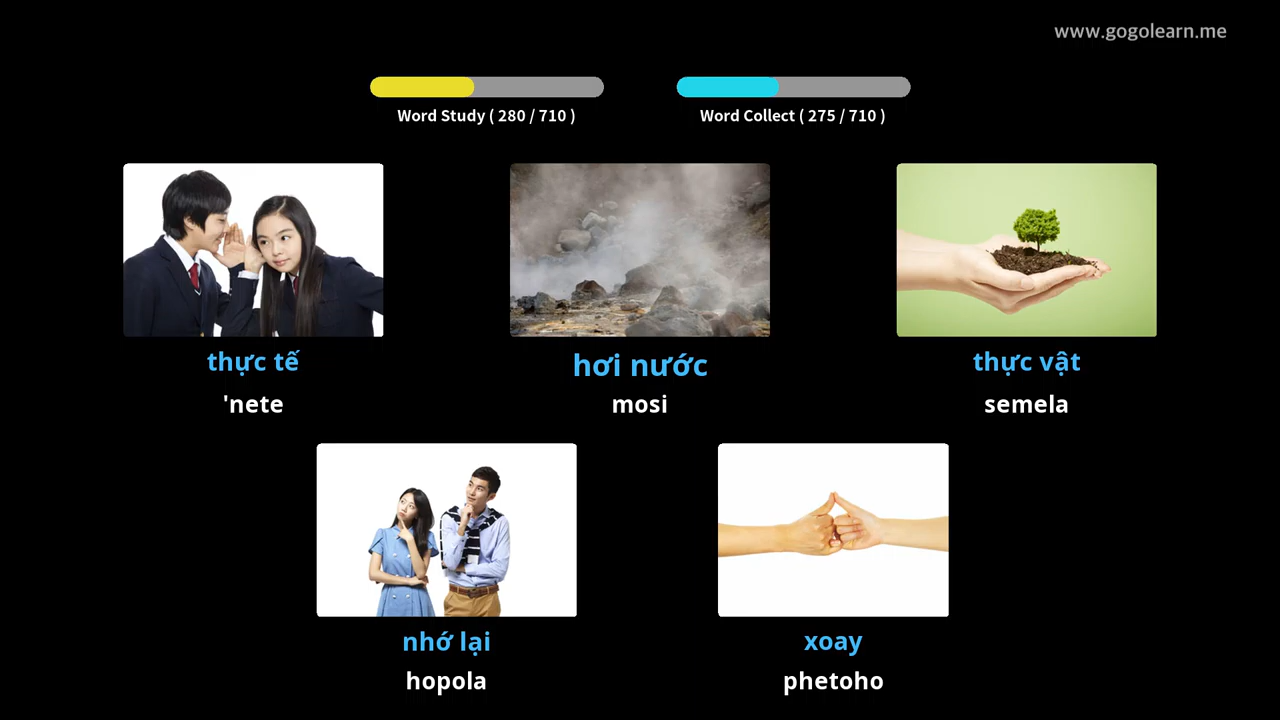 www.gogolearn.me
Word Study ( 280 / 710 )
Word Collect ( 275 / 710 )
thực tế
'nete
hơi nước
mosi
thực vật
semela
nhớ lại
hopola
xoay
phetoho